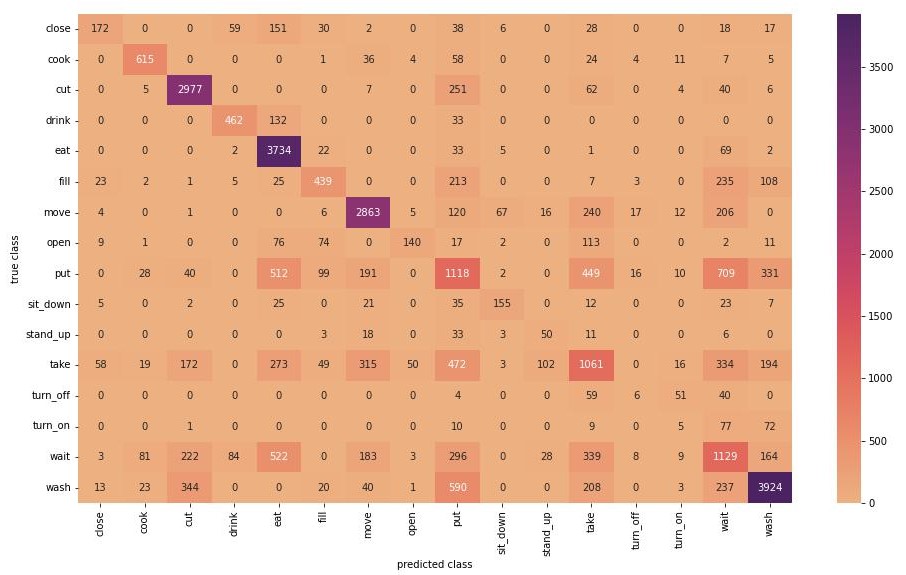 close 172 0 0 59 151 30 2 0 38 6 0 28 0 0 18 17
cook 0 615 0 0 0 1 36 4 58 0 0 24 4 11 7 5
cut 0 5 2977 0 0 0 7 0 251 0 0 62 0 4 40 6
drink 0 0 0 462 132 0 0 0 33 0 0 0 0 0 0 0
eat 0 0 0 2 3734 22 0 0 33 5 0 1 0 0 69 2
fill 23 2 1 5 25 439 0 0 213 0 0 7 3 0 235 108
move 4 0 1 0 0 6 2863 5 120 67 16 240 17 12 206 0
open 9 1 0 0 76 74 0 140 17 2 0 113 0 0 2 11
put 0 28 40 0 512 99 191 0 1118 2 0 449 16 10 709 331
sit_down 5 0 2 0 25 0 21 0 35 155 0 12 0 0 23 7
stand_up 0 0 0 0 0 3 18 0 33 3 50 11 0 0 6 0
take 58 19 172 0 273 49 315 50 472 3 102 1061 0 16 334 194
turn_off 0 0 0 0 0 0 0 0 4 0 0 59 6 51 40 0
turn_on 0 0 1 0 0 0 0 0 10 0 0 9 0 5 77 72
wait 3 81 222 84 522 0 183 3 296 0 28 339 8 9 1129 164
wash 13 23 344 0 0 20 40 1 590 0 0 208 0 3 237 3924
close cook cut drink eat fill move open put sit_down stand_up take turn_off turn_on wait wash
predicted class
true class
3500
3000
2500
2000
1500
1000
500
0